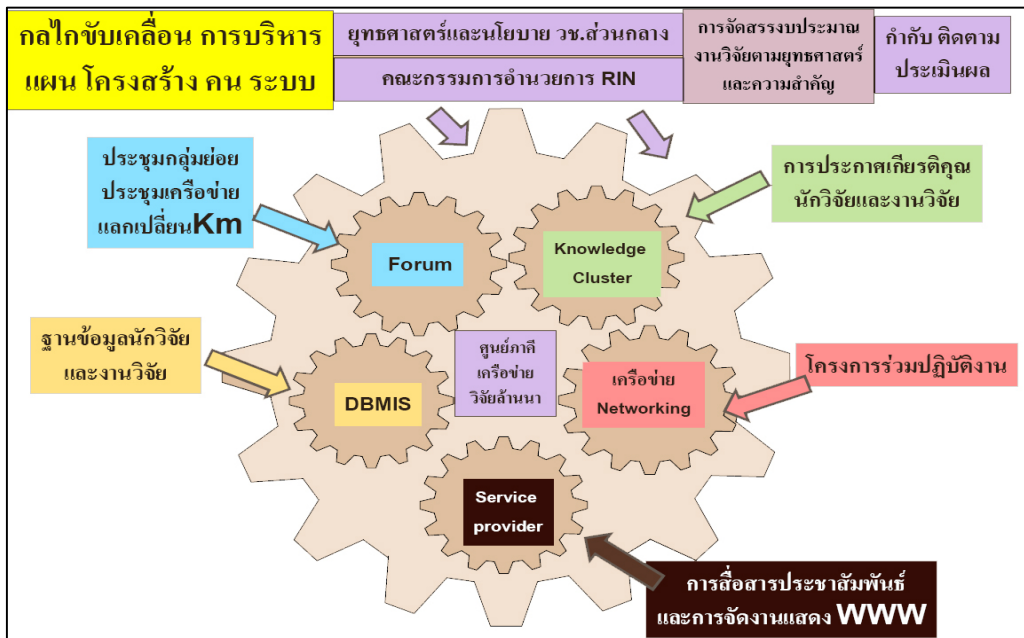 กลไกขับเคลื่อน การบริหาร
แผน โครงสร้าง คน ระบบ
ยุทธศาสตร์และนโยบาย วช.ส่วนกลาง
คณะกรรมการอำนวยการ RIN
การจัดสรรงบประมาณ
งานวิจัยตามยุทธศาสตร์
และความสำคัญ
กำกับ ติดตาม
ประเมินผล
ประชุมกลุ่มย่อย
ประชุมเครือข่าย
แลกเปลี่ยนKm
การประกาศเกียรติคุณ
นักวิจัยและงานวิจัย
Forum
Knowledge
Cluster
ฐานข้อมูลนักวิจัย
และงานวิจัย
DBMIS
ศูนย์ภาคี
เครือข่าย
วิจัยล้านนา
เครือข่าย
Networking
โครงการร่วมปฏิบัติงาน
Service
provider
การสื่อสารประชาสัมพันธ์
และการจัดงานแสดง WWW